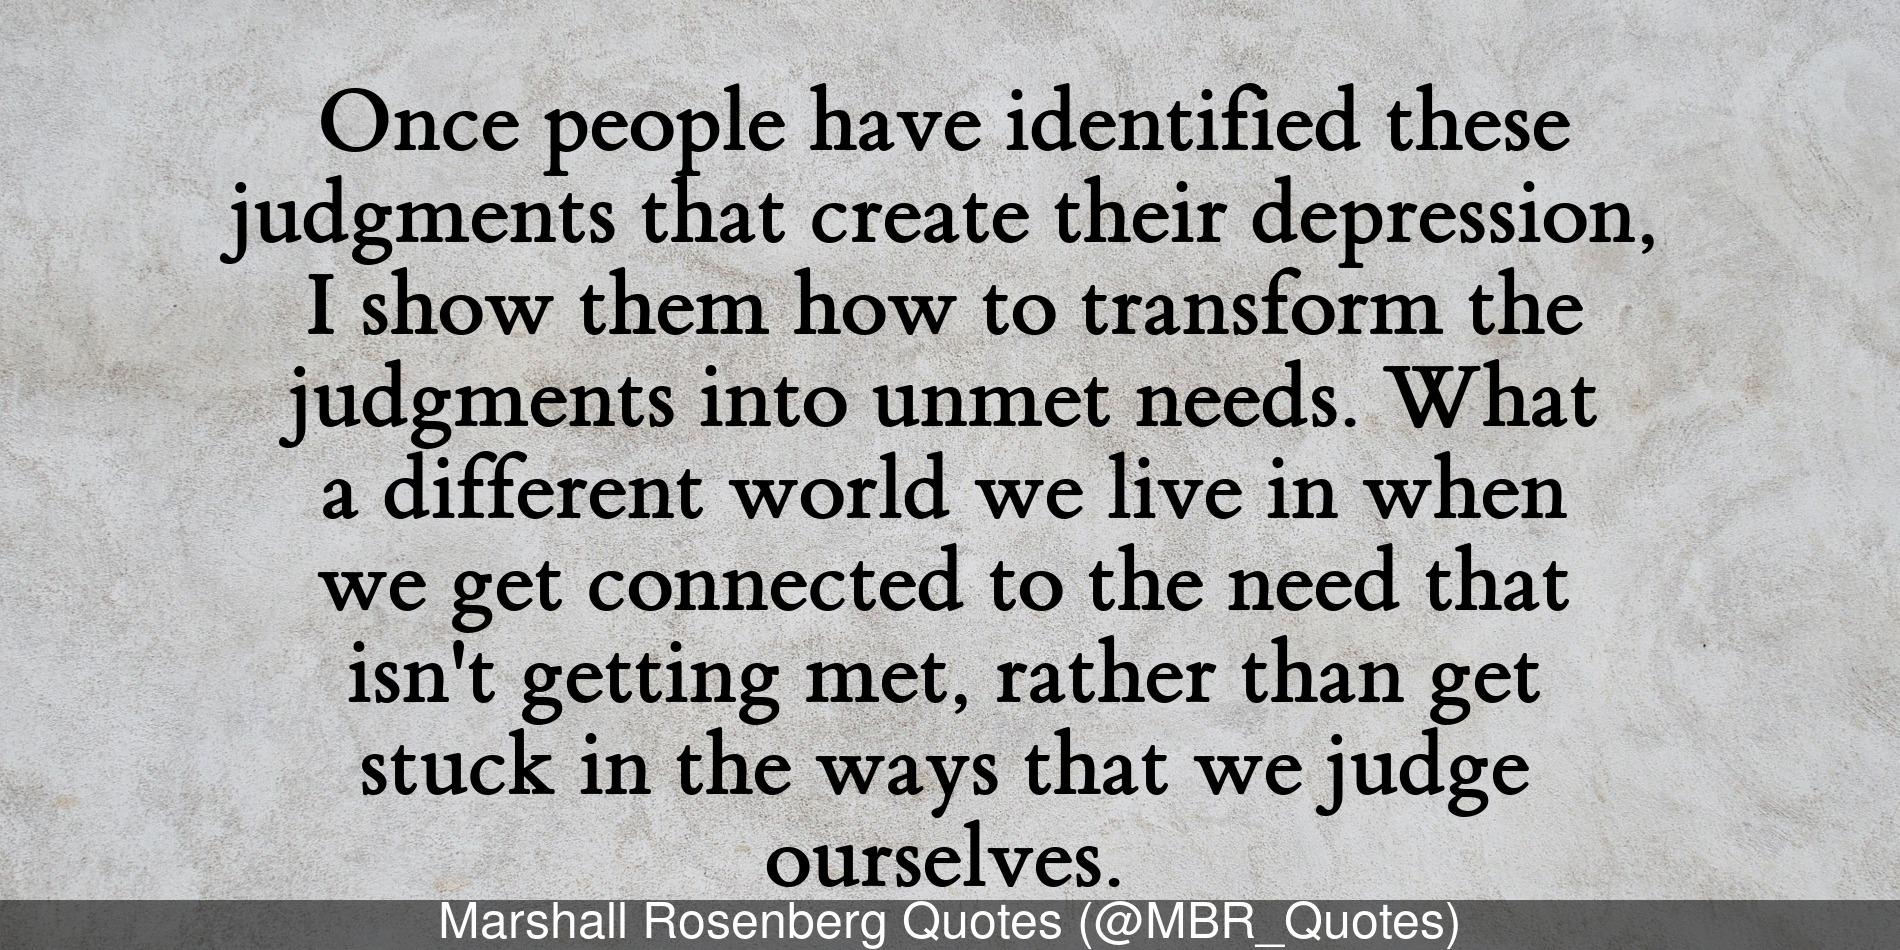 Once people have identified these
judgments that create their depression,
I show them how to transform the
judgments into unmet needs. What
a different world we live in when
we get connected to the need that
isn't getting met, rather than get
stuck in the ways that we judge
ourselves.
Marshall Rosenberg Quotes (@MBR_Quotes)